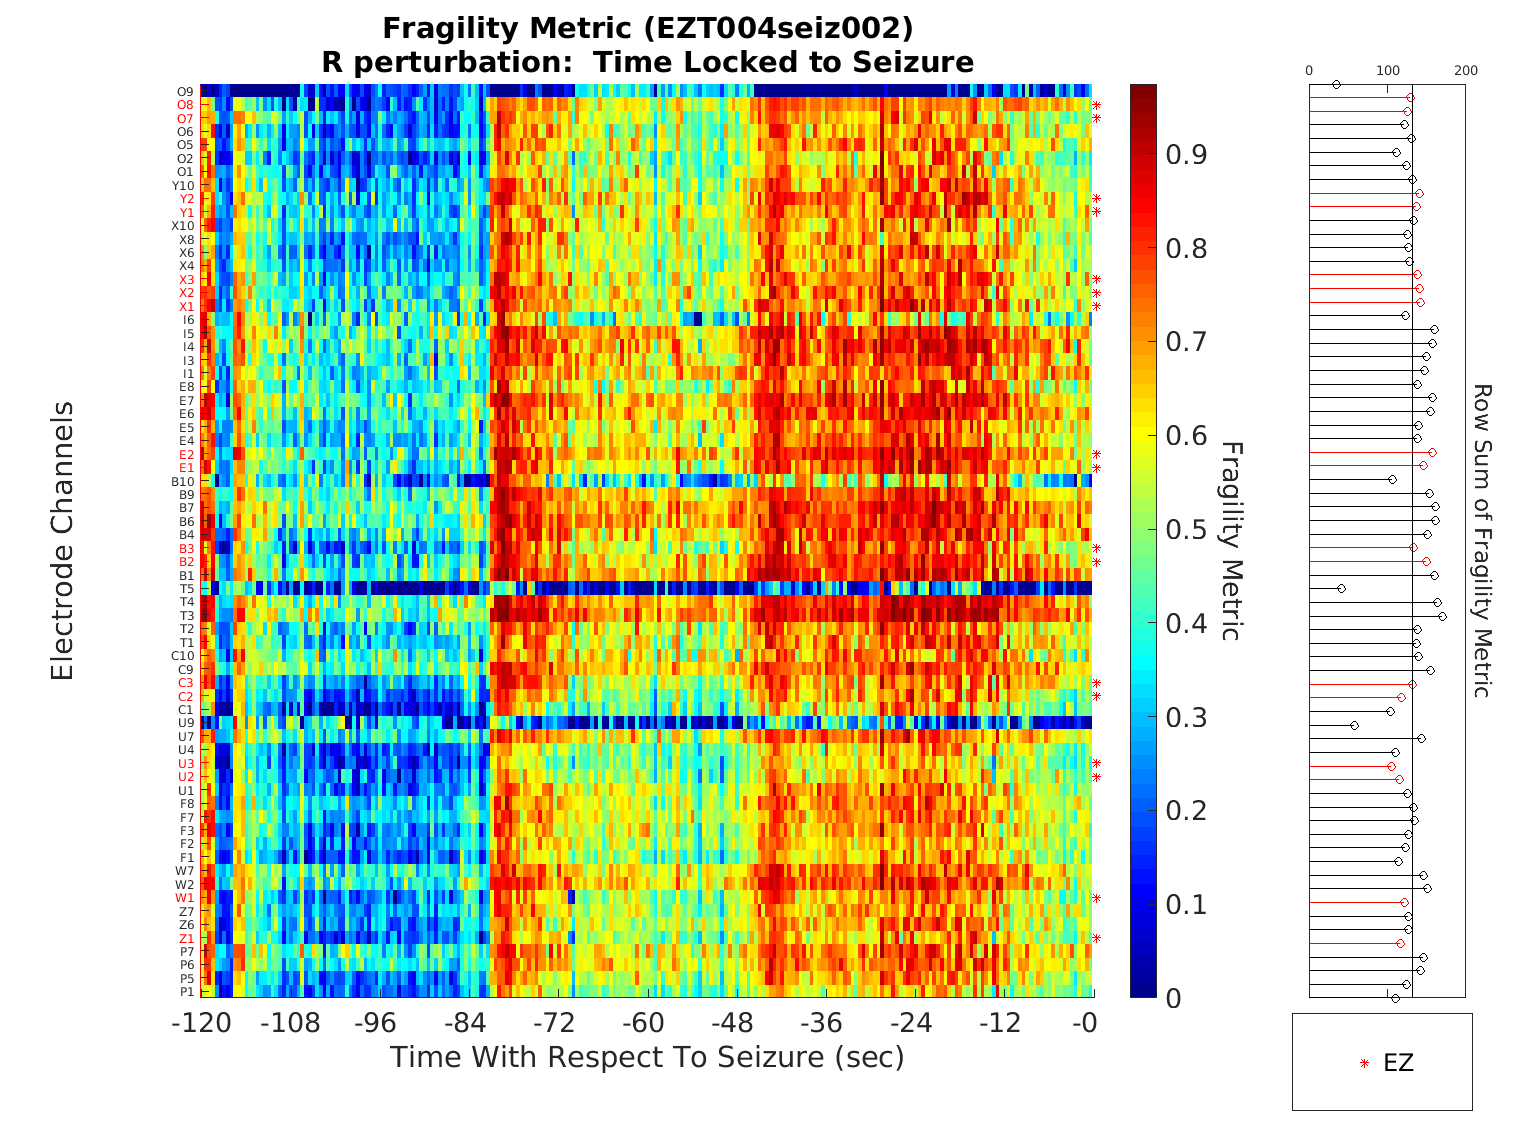 Fragility Metric (EZT004seiz002)
R perturbation:  Time Locked to Seizure
Electrode Channels
O9
O8
O7
O6
O5
O2
O1
Y10
Y2
Y1
X10
X8
X6
X4
X3
X2
X1
I6
I5
I4
I3
I1
E8
E7
E6
E5
E4
E2
E1
B10
B9
B7
B6
B4
B3
B2
B1
T5
T4
T3
T2
T1
C10
C9
C3
C2
C1
U9
U7
U4
U3
U2
U1
F8
F7
F3
F2
F1
W7
W2
W1
Z7
Z6
Z1
P7
P6
P5
P1
-120 -108 -96 -84 -72 -60 -48 -36 -24 -12 -0
Time With Respect To Seizure (sec)
0.9
0.8
0.7
0.6
0.5
0.4
0.3
0.2
0.1
0
Fragility Metric
0 100 200
Row Sum of Fragility Metric
EZ